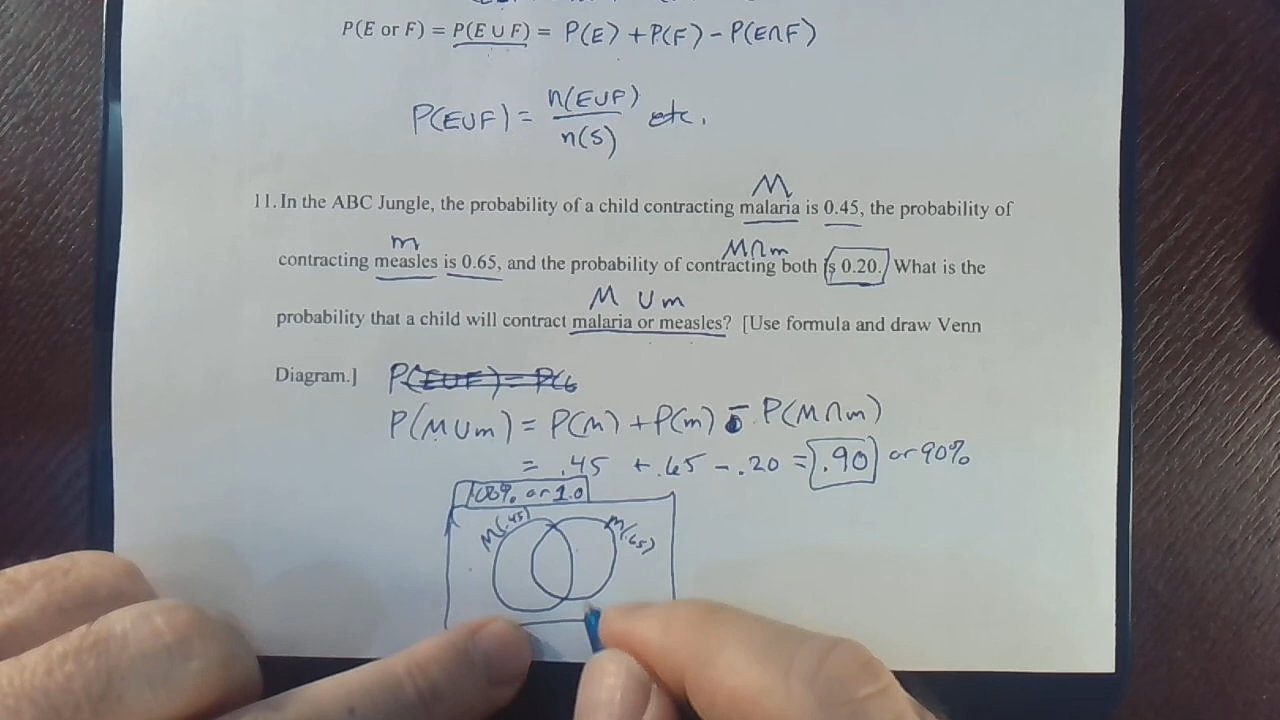 P(E or F) = P(E ∪ F) = P(E) + P(F) - P(E∩F)
P(E∪F) = n(E∪F) / n(S) etc.
M
11. In the ABC Jungle, the probability of a child contracting malaria is 0.45, the probability of
m M∩m
contracting measles is 0.65, and the probability of contracting both is 0.20. What is the
M ∪ m
probability that a child will contract malaria or measles? [Use formula and draw Venn
Diagram.] P(E∪F) = P(
P(M∪m) = P(M) + P(m) - P(M∩m)
= .45 + .65 - .20 = .90 or 90%
100% or 1.0
M(.45) m(.65)